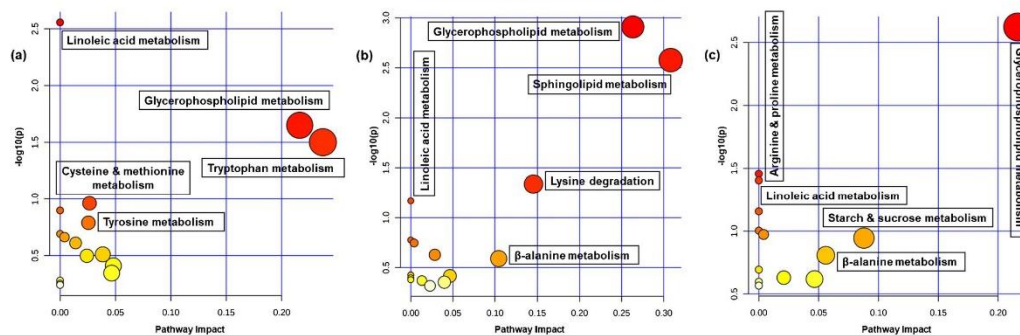 (a)
Linoleic acid metabolism
Glycerophospholipid metabolism
Tryptophan metabolism
Cysteine & methionine
metabolism
Tyrosine metabolism
-log10(p)
2.5
2.0
1.5
1.0
0.5
0.00
0.05
0.10
0.15
0.20
Pathway Impact
(b)
Glycerophospholipid metabolism
Sphingolipid metabolism
Linoleic acid metabolism
Lysine degradation
β-alanine metabolism
-log10(p)
3.0
2.5
2.0
1.5
1.0
0.5
0.00
0.05
0.10
0.15
0.20
0.25
0.30
Pathway Impact
(c)
Arginine & proline metabolism
Glycerophospholipid metabolism
Linoleic acid metabolism
Starch & sucrose metabolism
β-alanine metabolism
-log10(p)
2.5
2.0
1.5
1.0
0.5
0.00
0.05
0.10
0.15
0.20
Pathway Impact